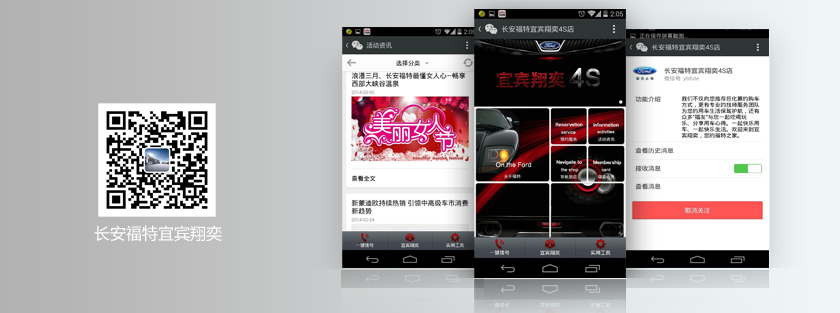 长安福特宜宾翔奕
2:05
活动资讯
选择分类
浪漫三月、长安福特最懂女人心—畅享
西部大峡谷温泉
2014-03-03
美丽女人节
beautiful women, festival
查看全文
新蒙迪欧持续热销 引领中高级车市消费
新趋势
2014-02-24
一键拨号
宜宾翔奕
实用工具
2:05
长安福特宜宾翔奕4S店
Ford
宜宾翔奕 4S
Reservation
service
预约服务
Information
activities
活动资讯
On the Ford
关于福特
Navigate to
the shop
导航到店
Membership
card
一键拨号
宜宾翔奕
实用工具
正在保存屏幕截图...
长安福特宜宾翔奕4S店
Ford
长安福特宜宾翔奕4S店
功能介绍
我们不仅向您推荐百亿算的购车
方式，更有专业的技师服务团队
为您的用车生活保驾护航，还有
众多“福友”与您一起吃喝玩
乐、分享用车心得。一起快乐用
车、一起快乐生活。欢迎来到宜
宾翔奕，您的福特之家。
查看历史消息
接收消息
查看消息
取消关注